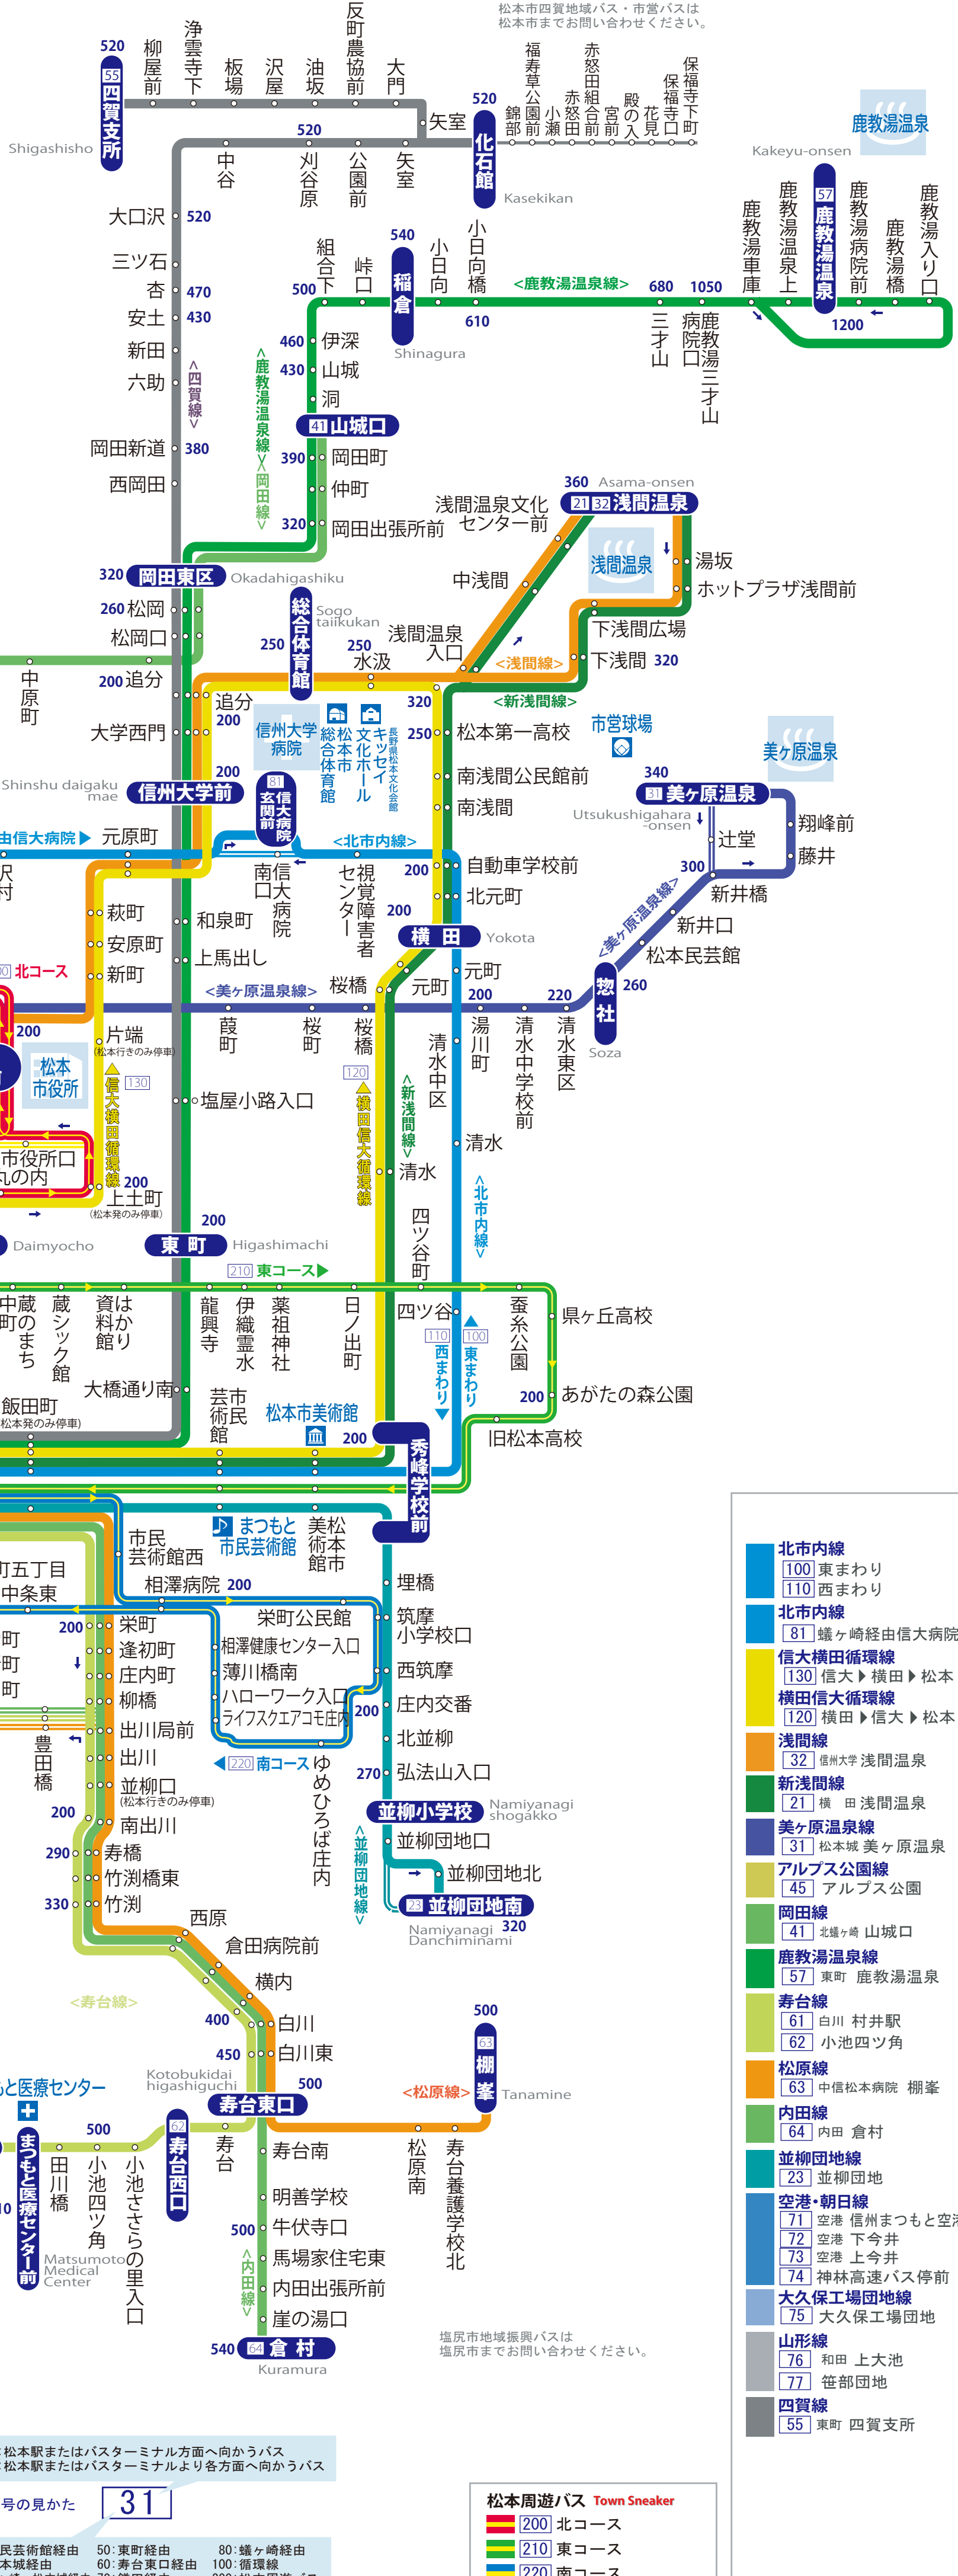 松本市四賀地域バス・市営バスは
松本市までお問い合わせください。
520
55 四賀支所
Shigashisho
柳屋前
浄雲寺下
板場
沢屋
油坂
反町農協前
大門
矢室
520
化石館
Kasekikan
錦部
福寿草公園前
小瀬
赤怒田
赤怒田組合前
宮前
殿の入
花見
保福寺口
保福寺下町
520
中谷
刈谷原
公園前
矢室
鹿教湯温泉
Kakeyu-onsen
57 鹿教湯温泉
鹿教湯車庫
鹿教湯温泉上
鹿教湯病院前
鹿教湯橋
鹿教湯入り口
1200
大口沢
520
三ツ石
杏
470
安土
430
新田
六助
<四賀線>
岡田新道
380
西岡田
組合下
峠口
540
稲倉
Shinagura
小日向
小日向橋
500
610
<鹿教湯温泉線>
680
1050
三才山
鹿教湯三才山
病院口
460
伊深
430
山城
洞
<鹿教湯温泉線>
<岡田線>
41 山城口
390
岡田町
仲町
320
岡田出張所前
320
岡田東区
Okadahigashiku
260
松岡
松岡口
中原町
200
追分
大学西門
追分
200
250
総合体育館
Sogo
taiikukan
250
水汲
360
Asama-onsen
21 32 浅間温泉
浅間温泉文化
センター前
浅間温泉
中浅間
浅間温泉
入口
湯坂
ホットプラザ浅間前
下浅間広場
下浅間
320
<浅間線>
<新浅間線>
320
信州大学
病院
松本市
総合体育館
キッセイ
文化ホール
長野県松本文化会館
250
松本第一高校
南浅間公民館前
南浅間
市営球場
美ヶ原温泉
340
31 美ヶ原温泉
Utsukushigahara
-onsen
辻堂
翔峰前
藤井
300
新井橋
新井口
松本民芸館
<美ヶ原温泉線>
260
惣社
Soza
Shinshu daigaku
mae
200
信州大学前
81
信大病院
玄関前
由信大病院
元原町
沢村
<北市内線>
信大病院
南口
視覚障害者
センター
200
自動車学校前
北元町
200
横田
Yokota
萩町
安原町
新町
和泉町
上馬出し
北コース
200
<美ヶ原温泉線>
桜橋
元町
元町
200
220
葭町
桜町
桜橋
清水中区
湯川町
清水中学校前
清水東区
片端
(松本行きのみ停車)
松本
市役所
130
信大横田循環線
塩屋小路入口
120
横田信大循環線
<新浅間線>
清水
清水
<北市内線>
市役所口
丸の内
200
上土町
(松本発のみ停車)
Daimyocho
200
東町
Higashimachi
210 東コース
四ツ谷町
中町
蔵のまち
蔵シック館
はかり
資料館
龍興寺
伊織霊水
薬祖神社
日ノ出町
四ツ谷
蚕糸公園
県ヶ丘高校
110
西まわり
100
東まわり
200
あがたの森公園
旧松本高校
大橋通り南
飯田町
(松本発のみ停車)
市民
芸術館
松本市美術館
200
秀峰学校前
まつもと
市民芸術館
松本市
美術館
市民
芸術館西
町五丁目
中条東
相澤病院
200
栄町公民館
相澤健康センター入口
薄川橋南
ハローワーク入口
ライフスクエアコモ庄内
200
220 南コース
ゆめひろば庄内
埋橋
筑摩
小学校口
西筑摩
庄内交番
北並柳
270
弘法山入口
並柳小学校
Namiyanagi
shogakko
並柳団地口
<並柳団地線>
並柳団地北
23 並柳団地南
Namiyanagi
Danchiminami
320
町
町
町
豊田橋
200
栄町
逢初町
庄内町
柳橋
出川局前
出川
並柳口
(松本行きのみ停車)
200
南出川
290
寿橋
竹渕橋東
330
竹渕
西原
倉田病院前
横内
<寿台線>
400
白川
450
白川東
Kotobukidai
higashiguchi
500
寿台東口
500
63 棚峯
Tanamine
<松原線>
松原南
寿台養護学校北
もと医療センター
まつもと医療センター前
Matsumoto
Medical
Center
田川橋
500
小池四ツ角
小池ささらの里入口
62 寿台西口
寿台
寿台南
明善学校
500
牛伏寺口
馬場家住宅東
内田出張所前
崖の湯口
<内田線>
540
64 倉村
Kuramura
塩尻市地域振興バスは
塩尻市までお問い合わせください。
北市内線
100 東まわり
110 西まわり
北市内線
81 蟻ヶ崎経由信大病院
信大横田循環線
130 信大▶横田▶松本
横田信大循環線
120 横田▶信大▶松本
浅間線
32 信州大学 浅間温泉
新浅間線
21 横田 浅間温泉
美ヶ原温泉線
31 松本城 美ヶ原温泉
アルプス公園線
45 アルプス公園
岡田線
41 北蟻ヶ崎 山城口
鹿教湯温泉線
57 東町 鹿教湯温泉
寿台線
61 白川 村井駅
62 小池四ツ角
松原線
63 中信松本病院 棚峯
内田線
64 内田 倉村
並柳団地線
23 並柳団地
空港・朝日線
71 空港 信州まつもと空
72 空港 下今井
73 空港 上今井
74 神林高速バス停前
大久保工場団地線
75 大久保工場団地
山形線
76 和田 上大池
77 笹部団地
四賀線
55 東町 四賀支所
松本駅またはバスターミナル方面へ向かうバス
松本駅またはバスターミナルより各方面へ向かうバス
号の見かた
31
民芸術館経由 50:東町経由 80:蟻ヶ崎経由
本城経由 60:寿台東口経由 100:循環線
松本周遊バス Town Sneaker
200 北コース
210 東コース
220 南コース